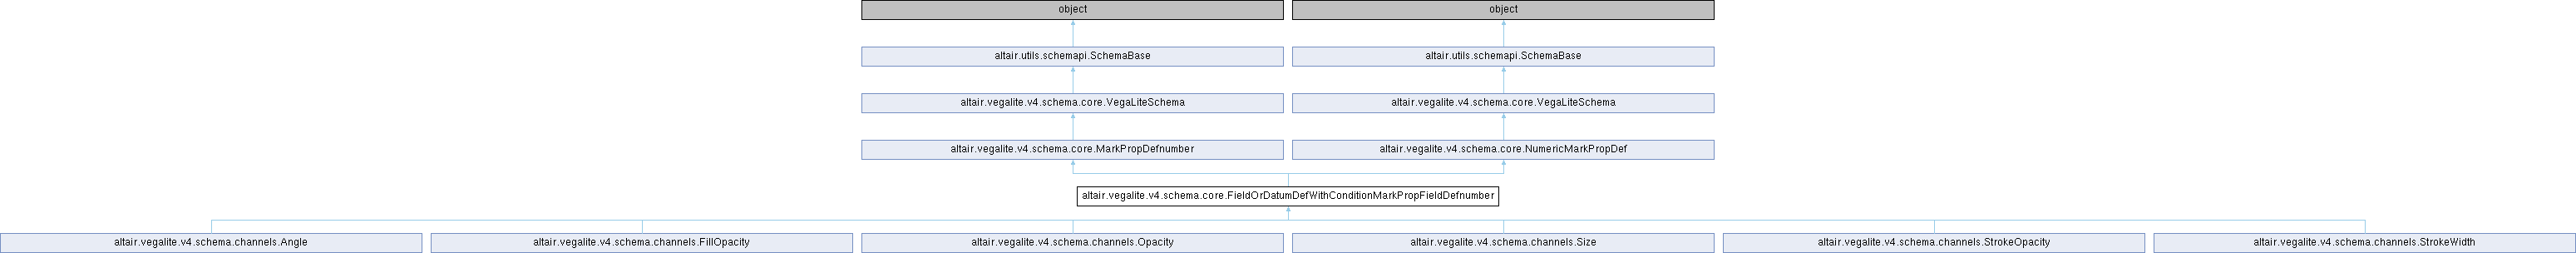 object
object
altair.utils.schemapi.SchemaBase
altair.utils.schemapi.SchemaBase
altair.vegalite.v4.schema.core.VegaLiteSchema
altair.vegalite.v4.schema.core.VegaLiteSchema
altair.vegalite.v4.schema.core.MarkPropDefnumber
altair.vegalite.v4.schema.core.NumericMarkPropDef
altair.vegalite.v4.schema.core.FieldOrDatumDefWithConditionMarkPropFieldDefnumber
altair.vegalite.v4.schema.channels.Angle
altair.vegalite.v4.schema.channels.FillOpacity
altair.vegalite.v4.schema.channels.Opacity
altair.vegalite.v4.schema.channels.Size
altair.vegalite.v4.schema.channels.StrokeOpacity
altair.vegalite.v4.schema.channels.StrokeWidth